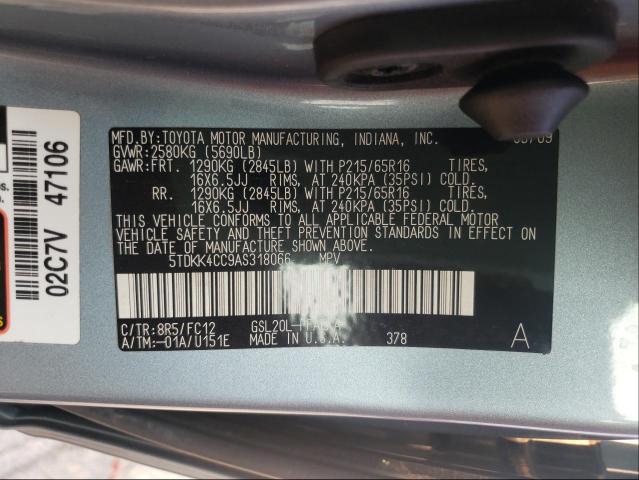 MFD.BY:TOYOTA MOTOR MANUFACTURING, INDIANA, INC.
GVWR:2580KG (5690LB)
GAWR:FRT. 1290KG (2845LB) WITH P215/65R16 TIRES,
16X6.5JJ RIMS, AT 240KPA (35PSI) COLD.
RR. 1290KG (2845LB) WITH P215/65R16 TIRES,
16X6.5JJ RIMS, AT 240KPA (35PSI) COLD.
THIS VEHICLE CONFORMS TO ALL APPLICABLE FEDERAL MOTOR
VEHICLE SAFETY AND THEFT PREVENTION STANDARDS IN EFFECT ON
THE DATE OF MANUFACTURE SHOWN ABOVE.
5TDKK4CC9AS318066 MPV
C/TR:8R5/FC12
A/TM:-01A/U151E MADE IN U.S.A. 378 A
02C7V 47106